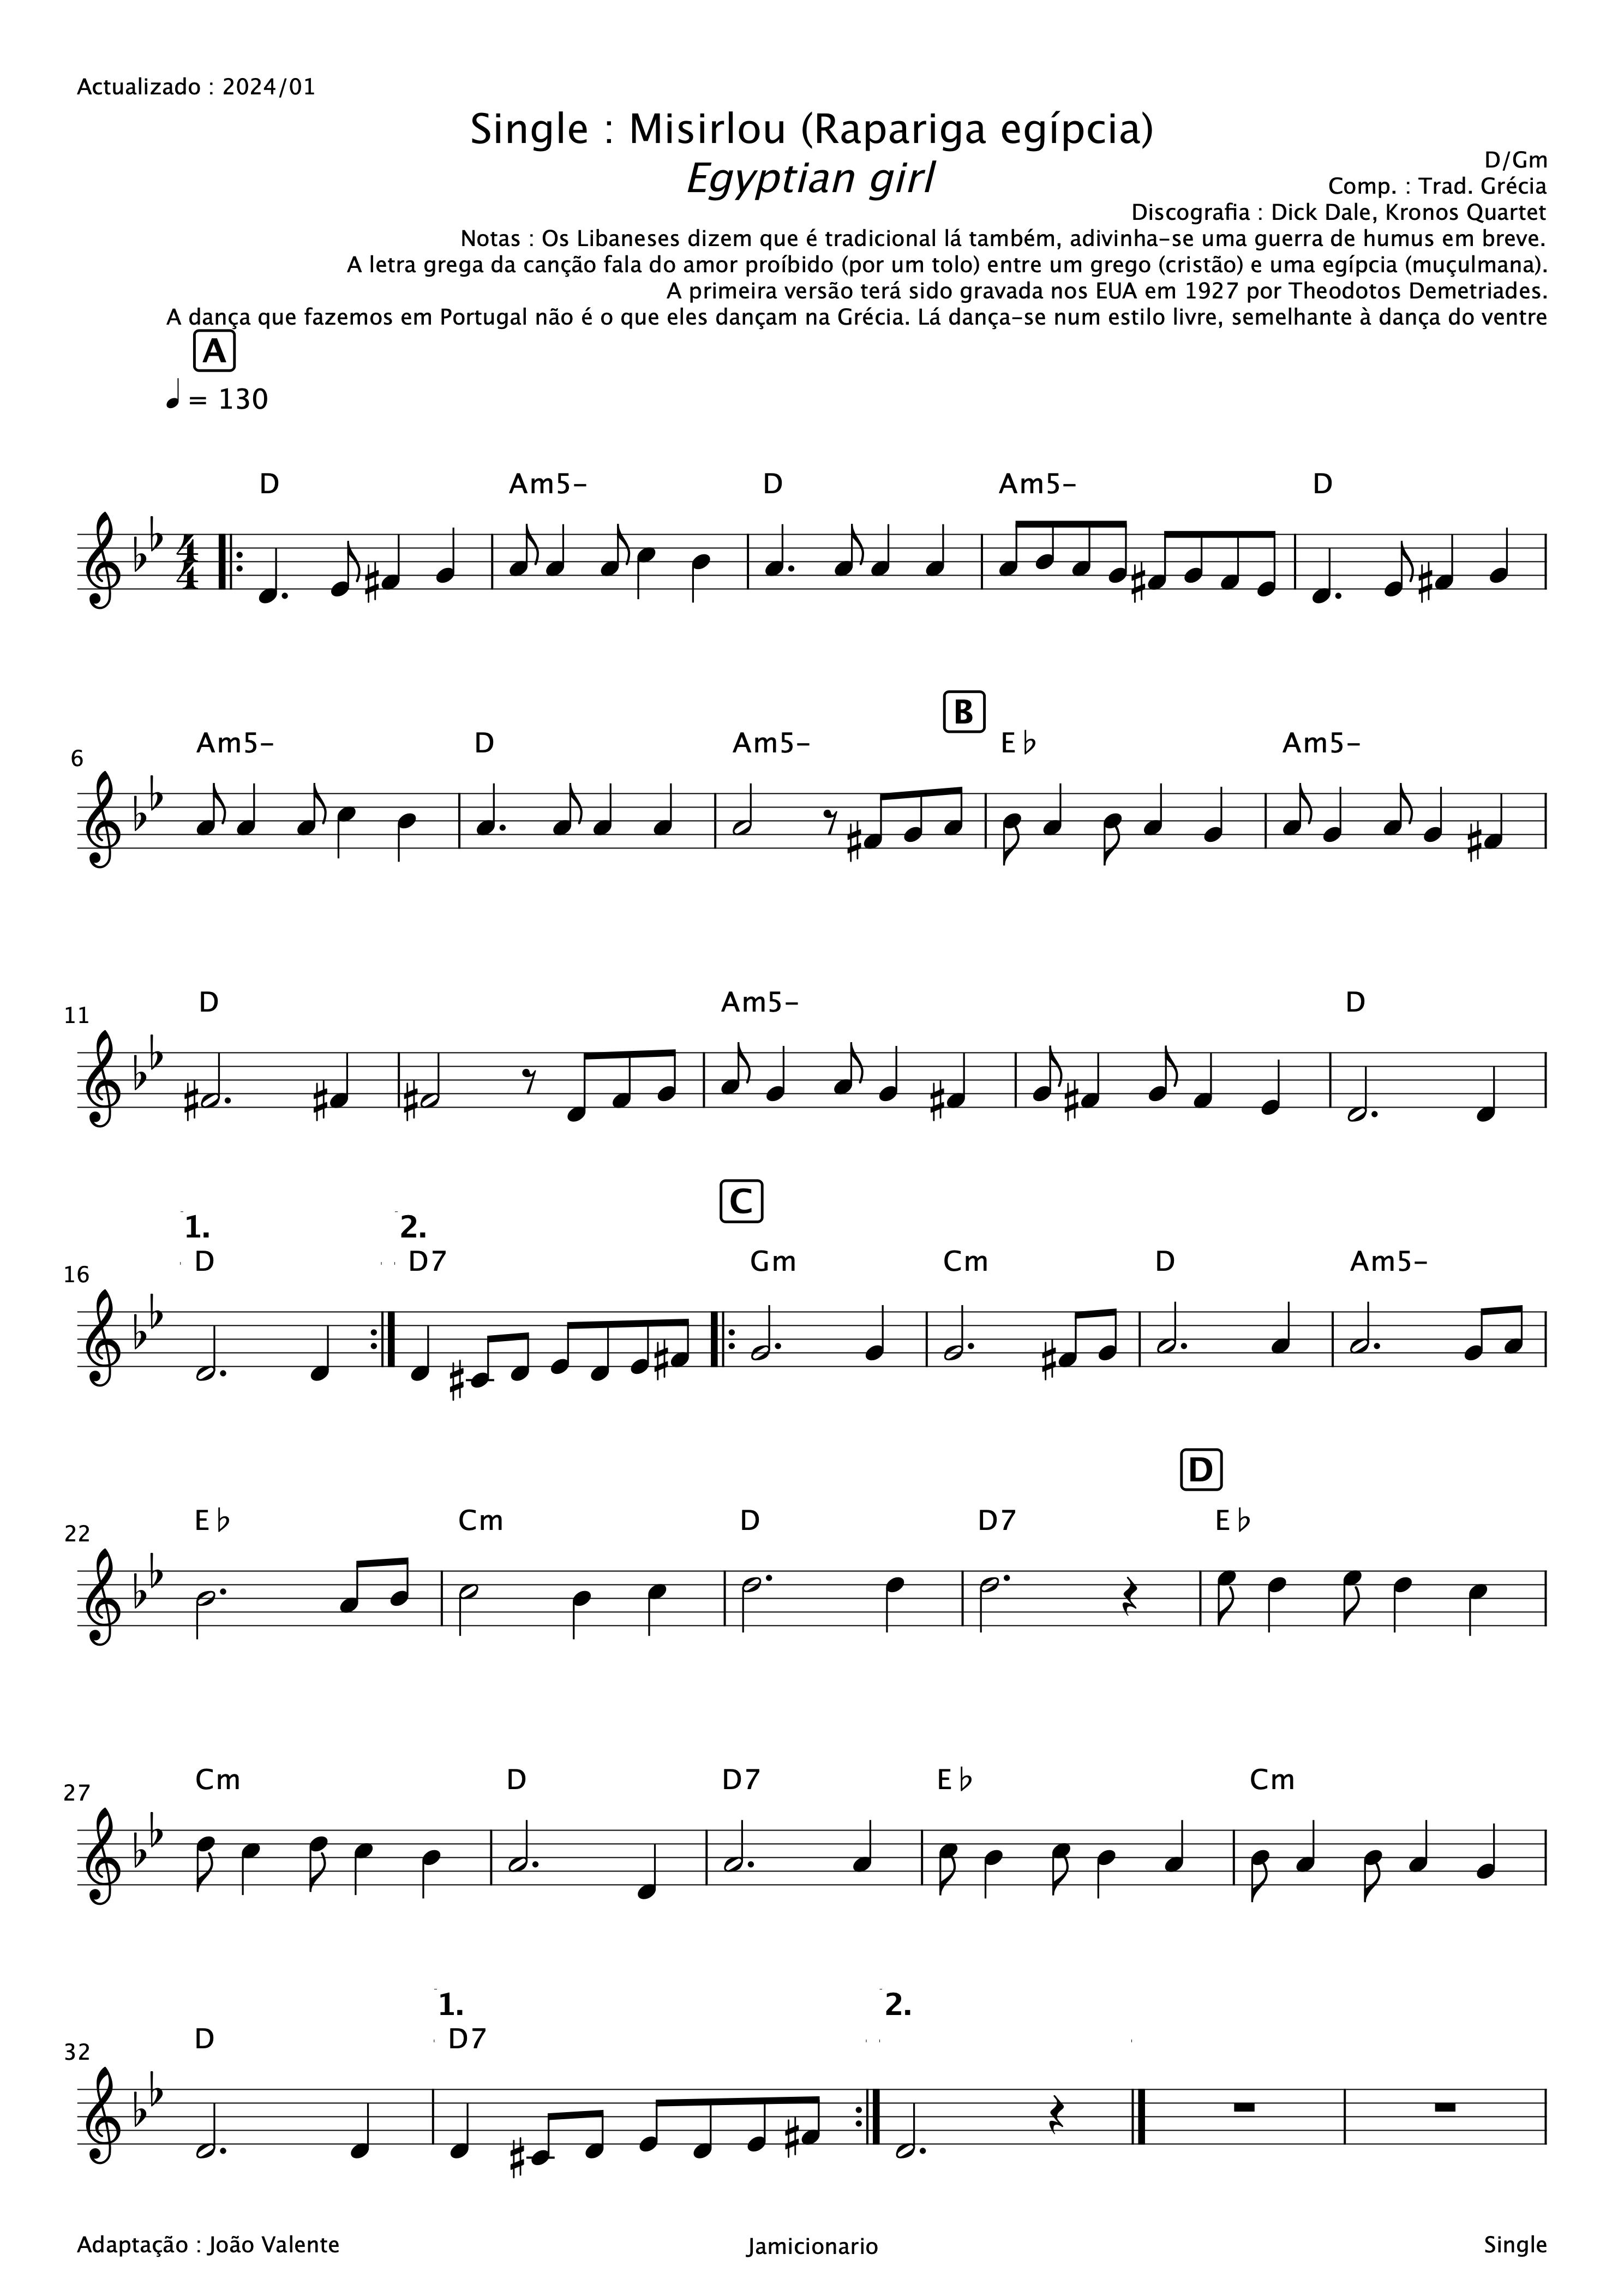 Actualizado : 2024/01
Single : Misirlou (Rapariga egípcia)
Egyptian girl
D/Gm
Comp. : Trad. Grécia
Discografia : Dick Dale, Kronos Quartet
Notas : Os Libaneses dizem que é tradicional lá também, adivinha-se uma guerra de humus em breve.
A letra grega da canção fala do amor proíbido (por um tolo) entre um grego (cristão) e uma egípcia (muçulmana).
A primeira versão terá sido gravada nos EUA em 1927 por Theodotos Demetriades.
A dança que fazemos em Portugal não é o que eles dançam na Grécia. Lá dança-se num estilo livre, semelhante à dança do ventre
A
= 130
D Am5- D Am5- D
4
4
B
6 Am5- D Am5- E♭ Am5-
11 D Am5- D
C
1. 2.
16 D D7 Gm Cm D Am5-
D
22 E♭ Cm D D7 E♭
27 Cm D D7 E♭ Cm
1. 2.
32 D D7
Adaptação : João Valente
Jamicionario
Single